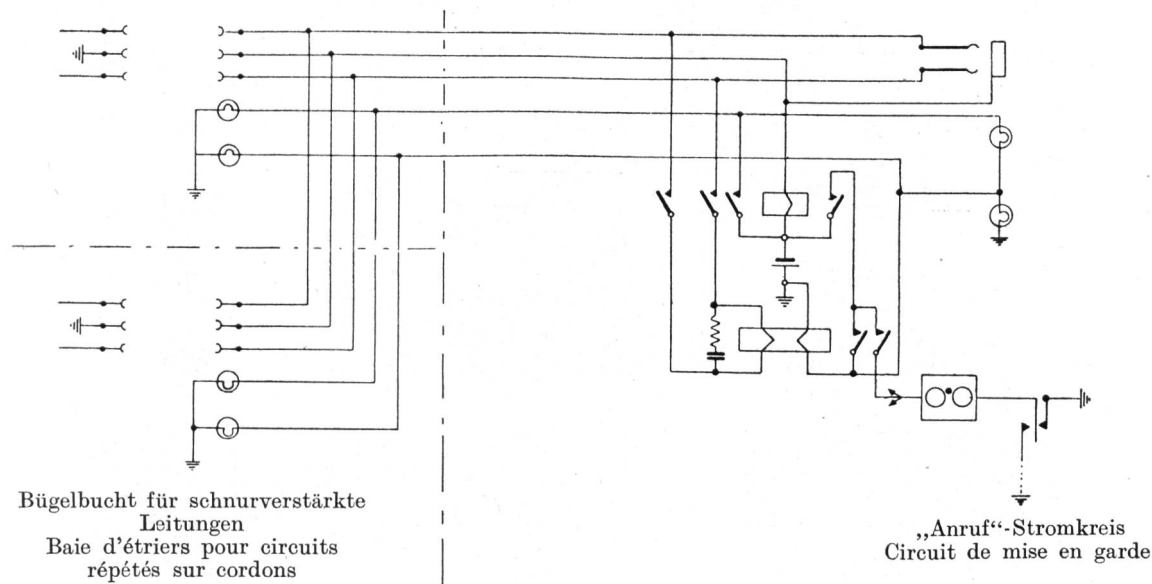 Bügelbucht für schnurverstärkte
Leitungen
Baie d'étriers pour circuits
répétés sur cordons
„Anruf“-Stromkreis
Circuit de mise en garde